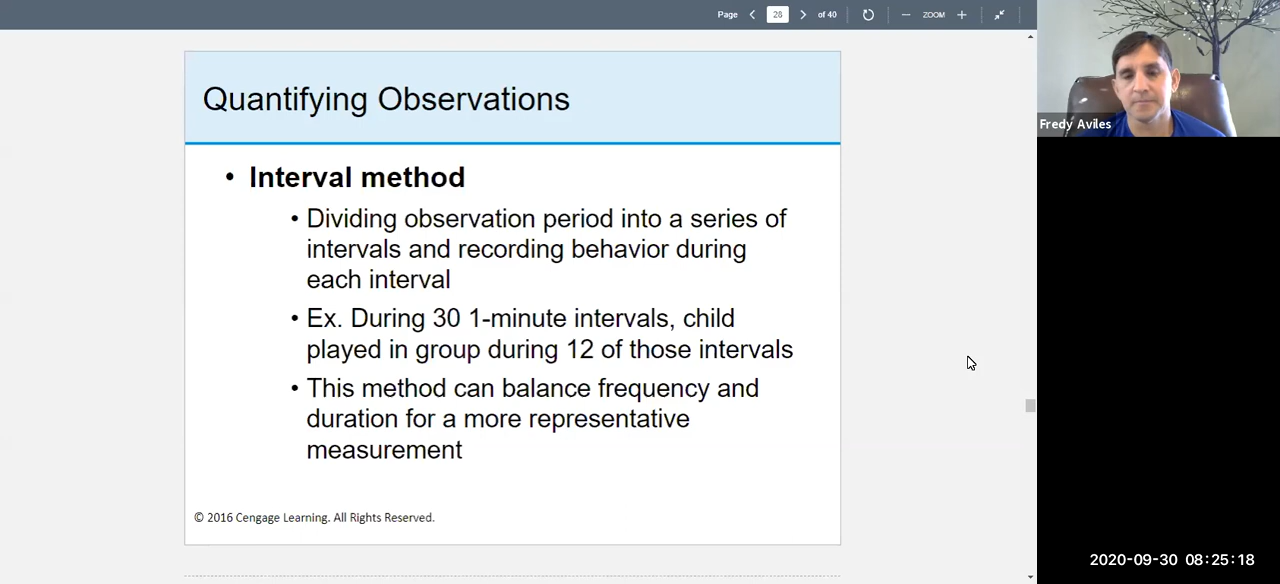 Page 28 of 40 ZOOM
Quantifying Observations
• Interval method
• Dividing observation period into a series of
intervals and recording behavior during
each interval
• Ex. During 30 1-minute intervals, child
played in group during 12 of those intervals
• This method can balance frequency and
duration for a more representative
measurement
© 2016 Cengage Learning. All Rights Reserved.
Fredy Aviles
2020-09-30 08:25:18